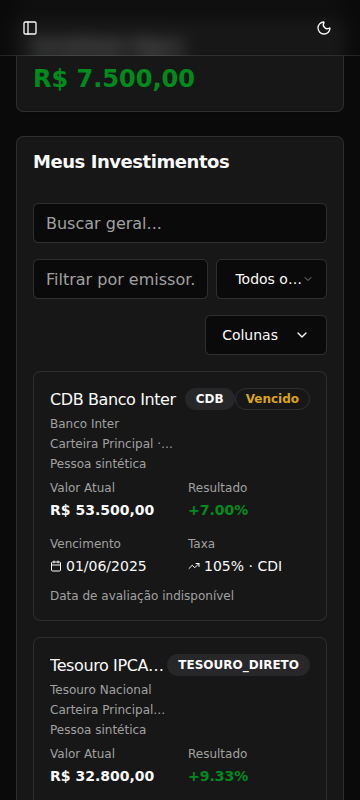 R$ 7.500,00
Meus Investimentos
Buscar geral...
Filtrar por emissor.
Todos o...
Colunas
CDB Banco Inter CDB Vencido
Banco Inter
Carteira Principal ·...
Pessoa sintética
Valor Atual Resultado
R$ 53.500,00 +7.00%
Vencimento Taxa
01/06/2025 105% · CDI
Data de avaliação indisponível
Tesouro IPCA... TESOURO_DIRETO
Tesouro Nacional
Carteira Principal...
Pessoa sintética
Valor Atual Resultado
R$ 32.800,00 +9.33%